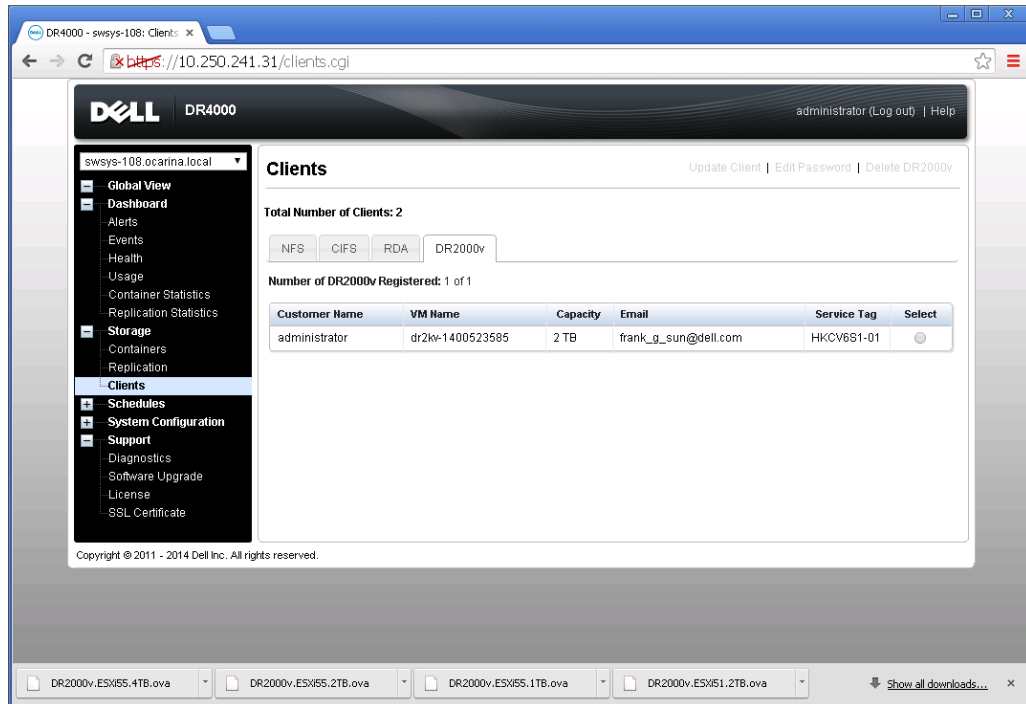 DR4000 - swsys-108: Clients
https://10.250.241.31/clients.cgi
DELL DR4000 administrator (Log out) | Help
swsys-108.ocarina.local
Global View
Dashboard
Alerts
Events
Health
Usage
Container Statistics
Replication Statistics
Storage
Containers
Replication
Clients
Schedules
System Configuration
Support
Diagnostics
Software Upgrade
License
SSL Certificate
Clients Update Client | Edit Password | Delete DR2000v
Total Number of Clients: 2
NFS CIFS RDA DR2000v
Number of DR2000v Registered: 1 of 1
Customer Name VM Name Capacity Email Service Tag Select
administrator dr2kv-1400523585 2 TB frank_g_sun@dell.com HKCV6S1-01
Copyright © 2011 - 2014 Dell Inc. All rights reserved.
DR2000v.ESXi55.4TB.ova DR2000v.ESXi55.2TB.ova DR2000v.ESXi55.1TB.ova DR2000v.ESXi51.2TB.ova Show all downloads...